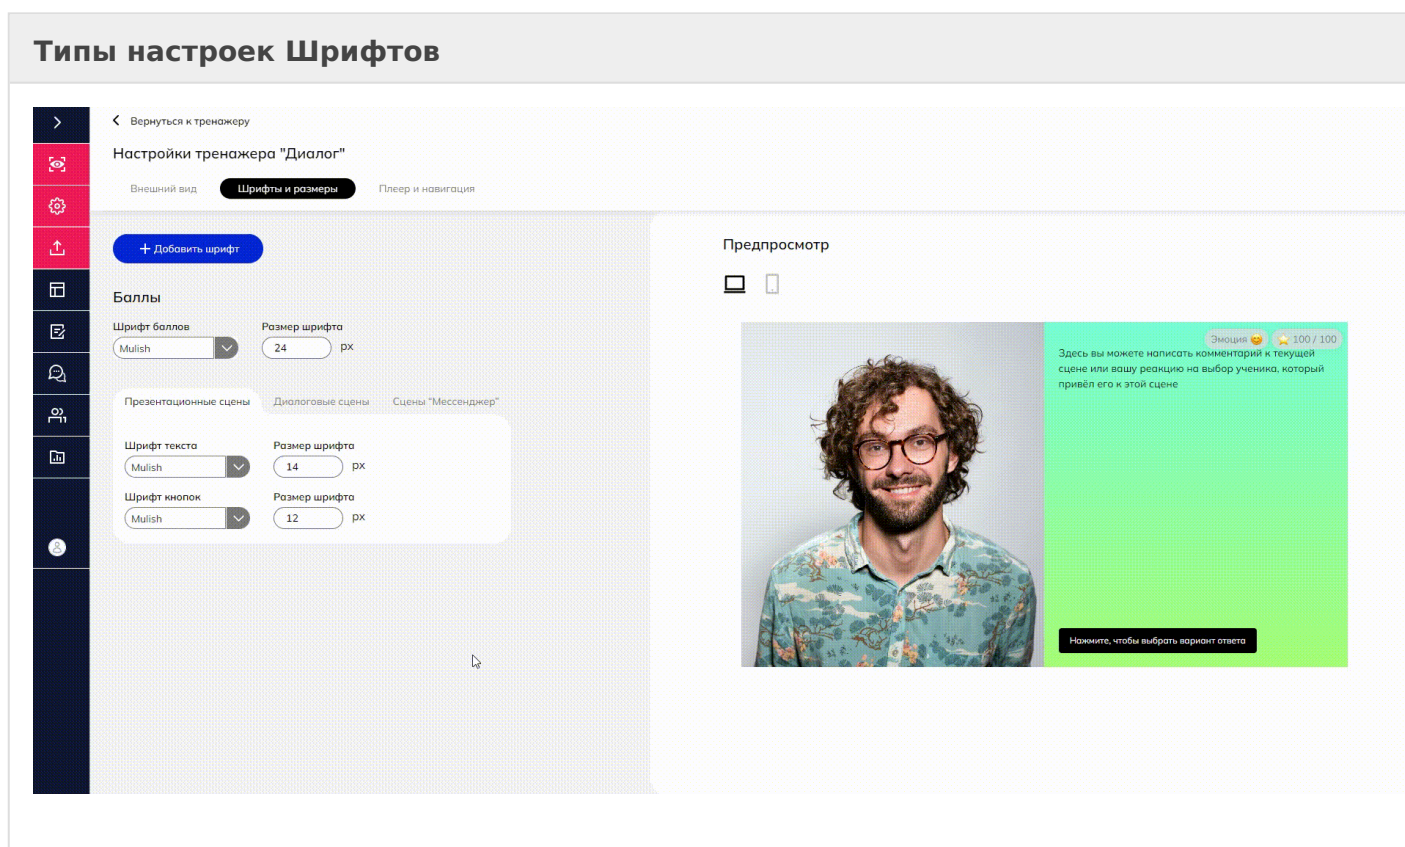 Типы настроек Шрифтов
Вернуться к тренажеру
Настройки тренажера "Диалог"
Внешний вид
Шрифты и размеры
Плеер и навигация
+ Добавить шрифт
Баллы
Шрифт баллов
Размер шрифта
Mulish
24
px
Презентационные сцены
Диалоговые сцены
Сцены "Мессенджер"
Шрифт текста
Размер шрифта
Mulish
14
px
Шрифт кнопок
Размер шрифта
Mulish
12
px
Предпросмотр
Эмоция 😊
⭐ 100 / 100
Здесь вы можете написать комментарий к текущей
сцене или вашу реакцию на выбор ученика, который
привёл его к этой сцене
Нажмите, чтобы выбрать вариант ответа